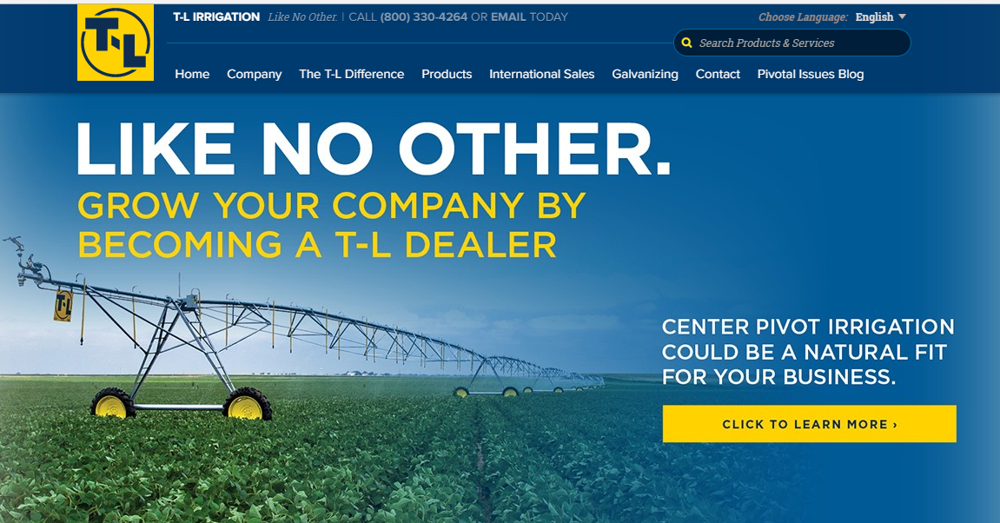 T-L
T-L IRRIGATION Like No Other. | CALL (800) 330-4264 OR EMAIL TODAY
Choose Language: English
Search Products & Services
Home Company The T-L Difference Products International Sales Galvanizing Contact Pivotal Issues Blog
LIKE NO OTHER.
GROW YOUR COMPANY BY
BECOMING A T-L DEALER
T-L
CENTER PIVOT IRRIGATION
COULD BE A NATURAL FIT
FOR YOUR BUSINESS.
CLICK TO LEARN MORE ›